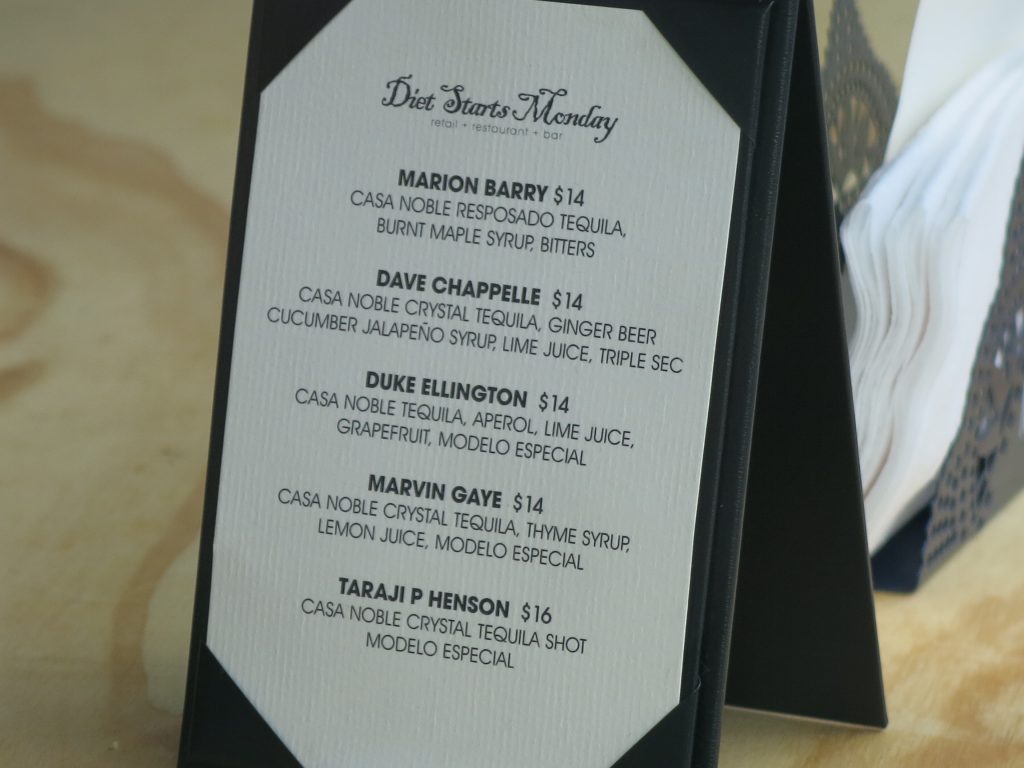 Diet Starts Monday
retail + restaurant + bar
MARION BARRY $14
CASA NOBLE RESPOSADO TEQUILA,
BURNT MAPLE SYRUP, BITTERS
DAVE CHAPPELLE $14
CASA NOBLE CRYSTAL TEQUILA, GINGER BEER
CUCUMBER JALAPEÑO SYRUP, LIME JUICE, TRIPLE SEC
DUKE ELLINGTON $14
CASA NOBLE TEQUILA, APEROL, LIME JUICE,
GRAPEFRUIT, MODELO ESPECIAL
MARVIN GAYE $14
CASA NOBLE CRYSTAL TEQUILA, THYME SYRUP,
LEMON JUICE, MODELO ESPECIAL
TARAJI P HENSON $16
CASA NOBLE CRYSTAL TEQUILA SHOT
MODELO ESPECIAL